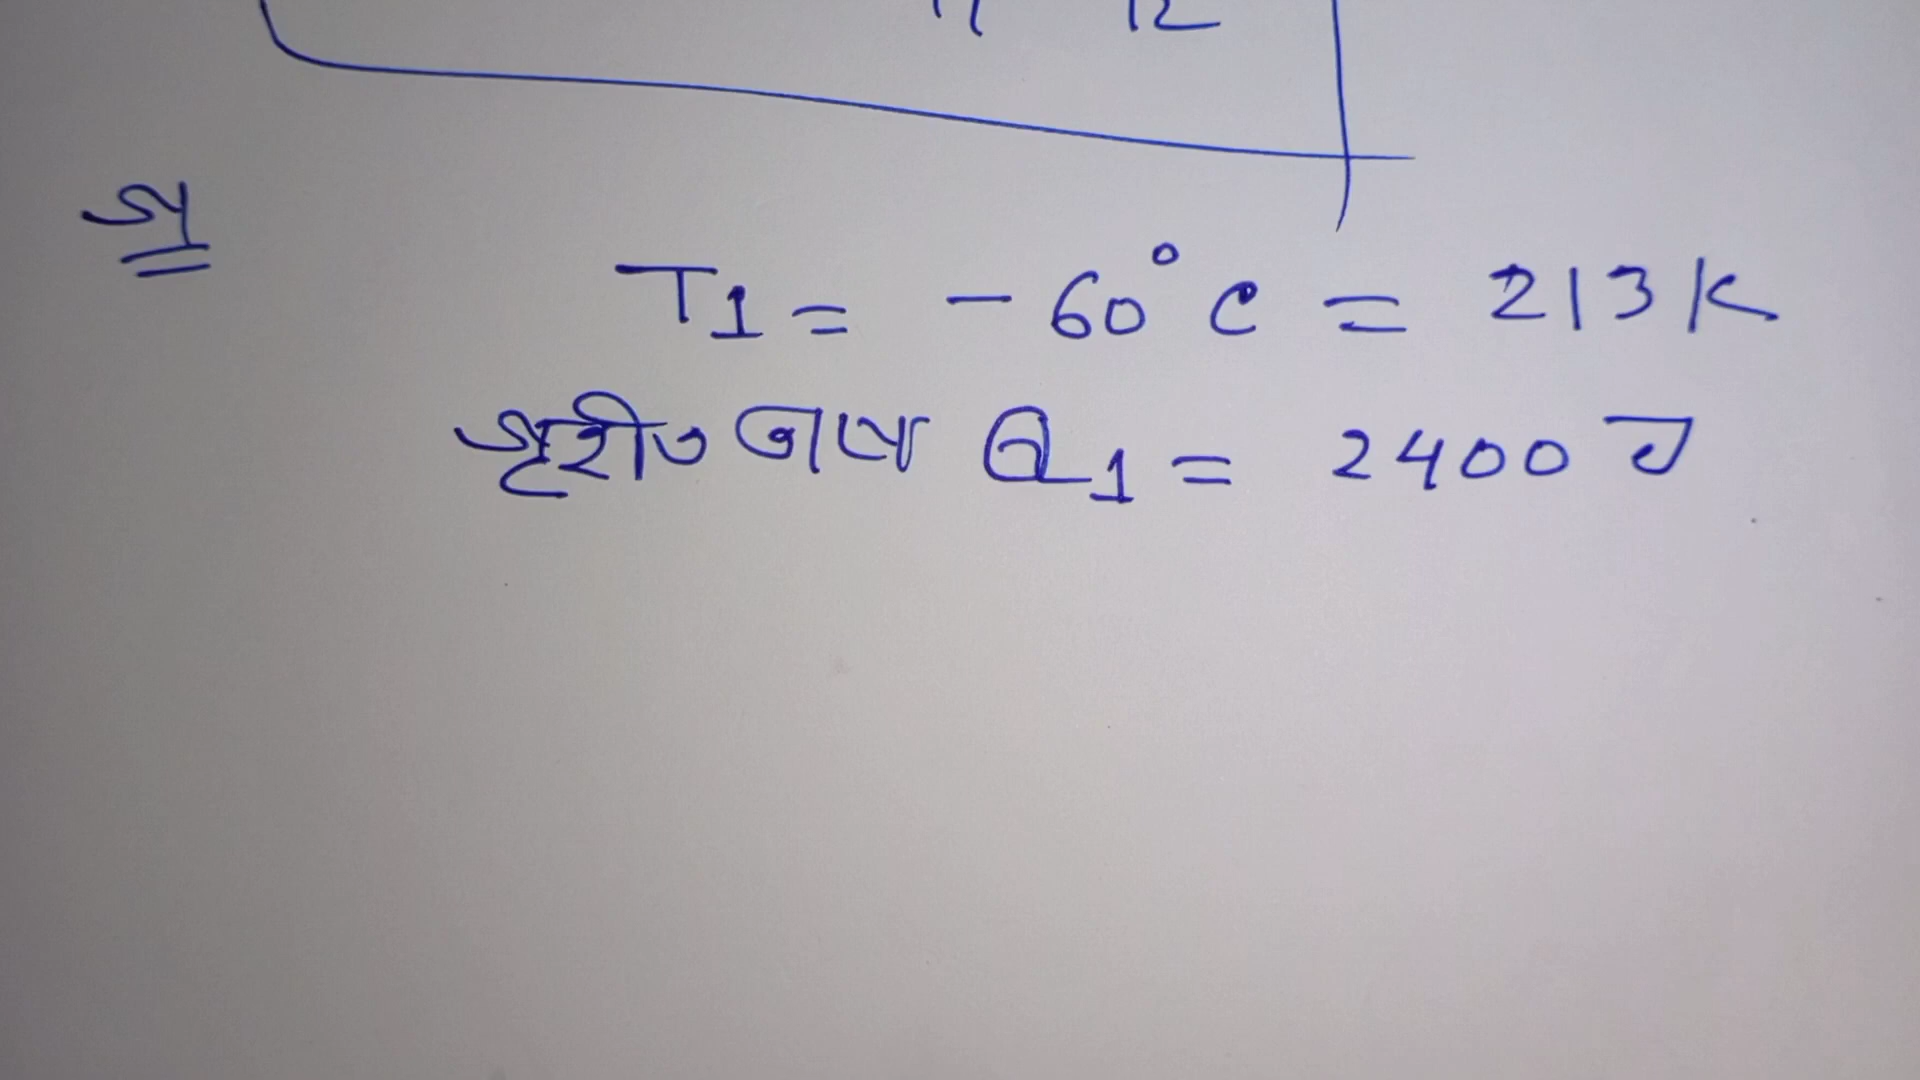 গ
T1 = - 60°C = 213K
গৃহীত তাপ Q1 = 2400 J